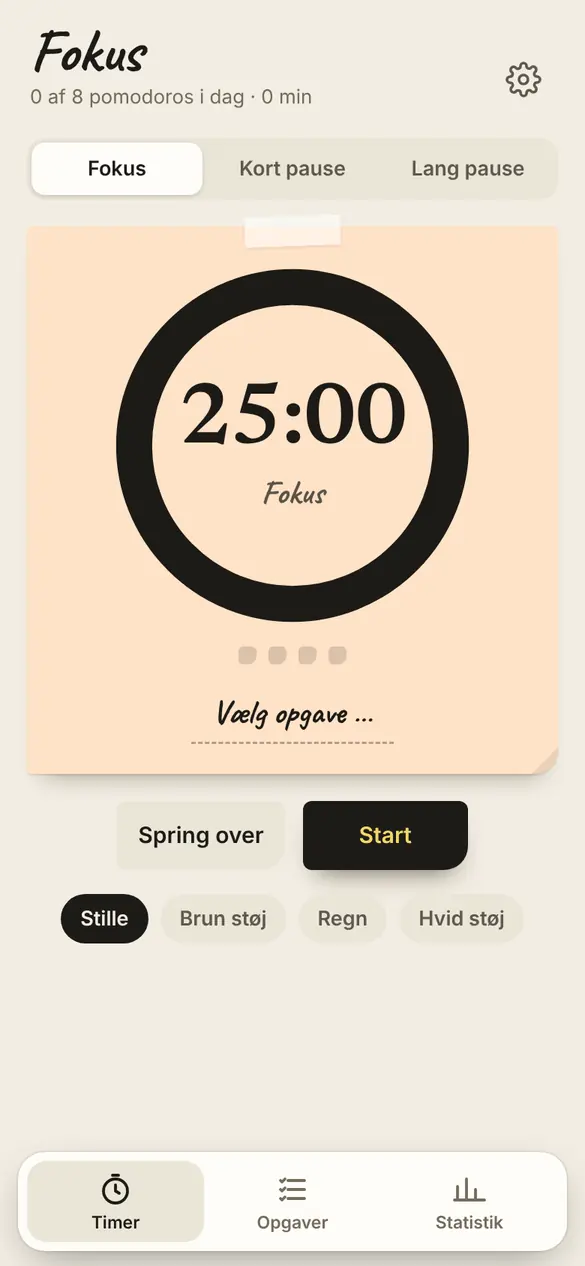 Fokus
0 af 8 pomodoros i dag · 0 min
Fokus
Kort pause
Lang pause
25:00
Fokus
Vælg opgave ...
Spring over
Start
Stille
Brun støj
Regn
Hvid støj
Timer
Opgaver
Statistik